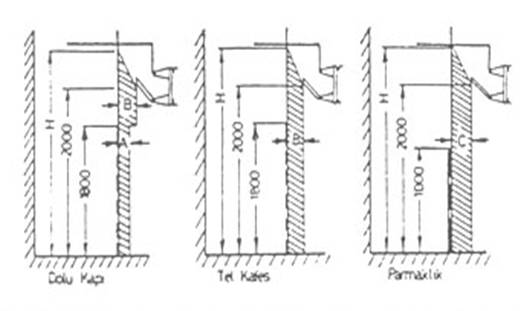 H
2000
1800
B
A
Dolu Kapı
H
2000
1800
B
Tel Kafes
H
2000
1000
C
Parmaklık